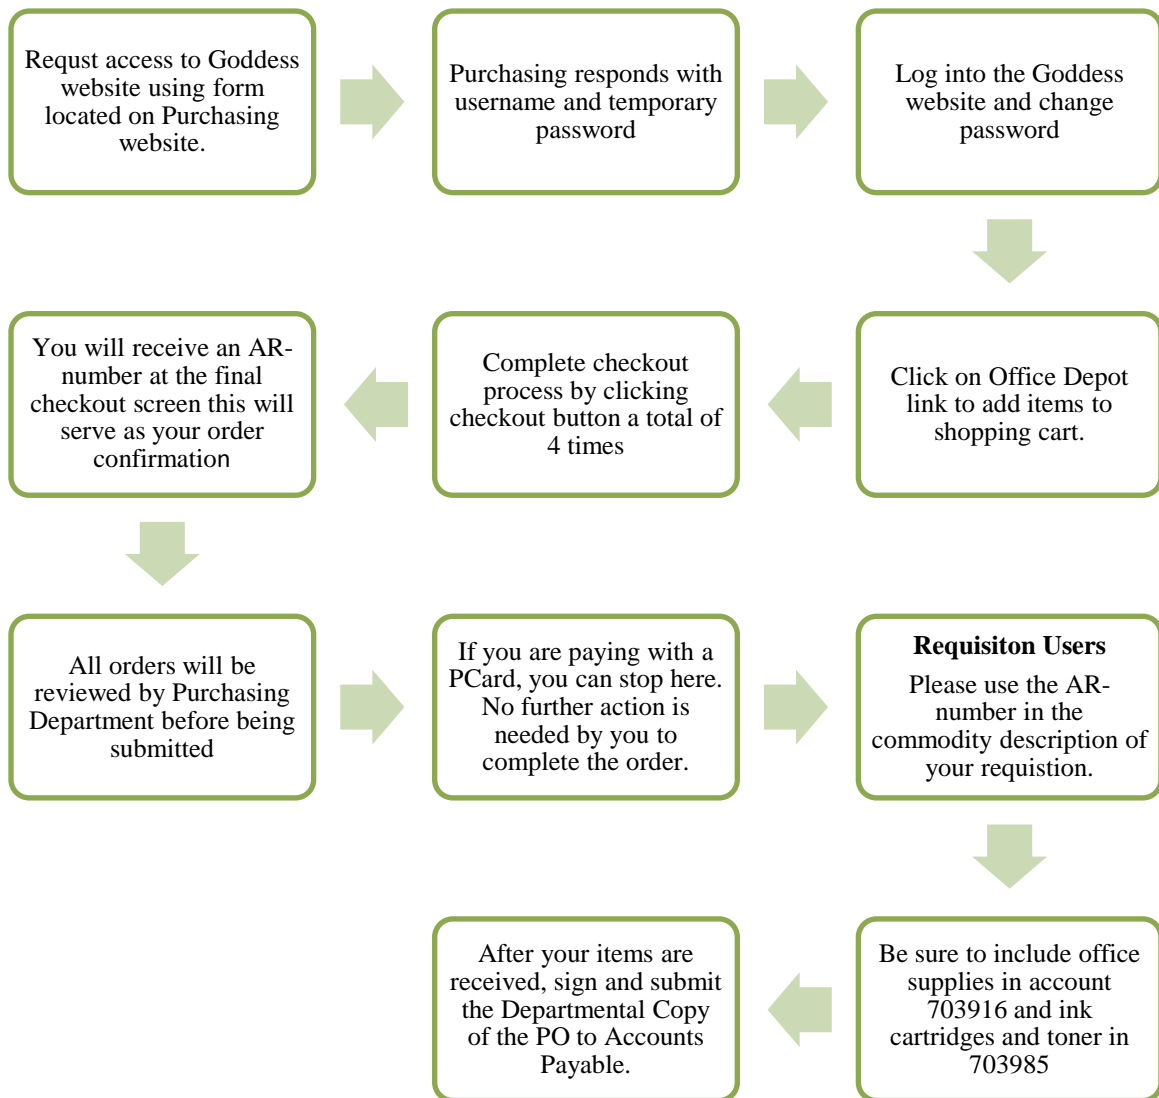 Requst access to Goddess
website using form
located on Purchasing
website.
Purchasing responds with
username and temporary
password
Log into the Goddess
website and change
password
Click on Office Depot
link to add items to
shopping cart.
Complete checkout
process by clicking
checkout button a total of
4 times
You will receive an AR-
number at the final
checkout screen this will
serve as your order
confirmation
All orders will be
reviewed by Purchasing
Department before being
submitted
If you are paying with a
PCard, you can stop here.
No further action is
needed by you to
complete the order.
Requisiton Users
Please use the AR-
number in the
commodity description of
your requistion.
Be sure to include office
supplies in account
703916 and ink
cartridges and toner in
703985
After your items are
received, sign and submit
the Departmental Copy
of the PO to Accounts
Payable.